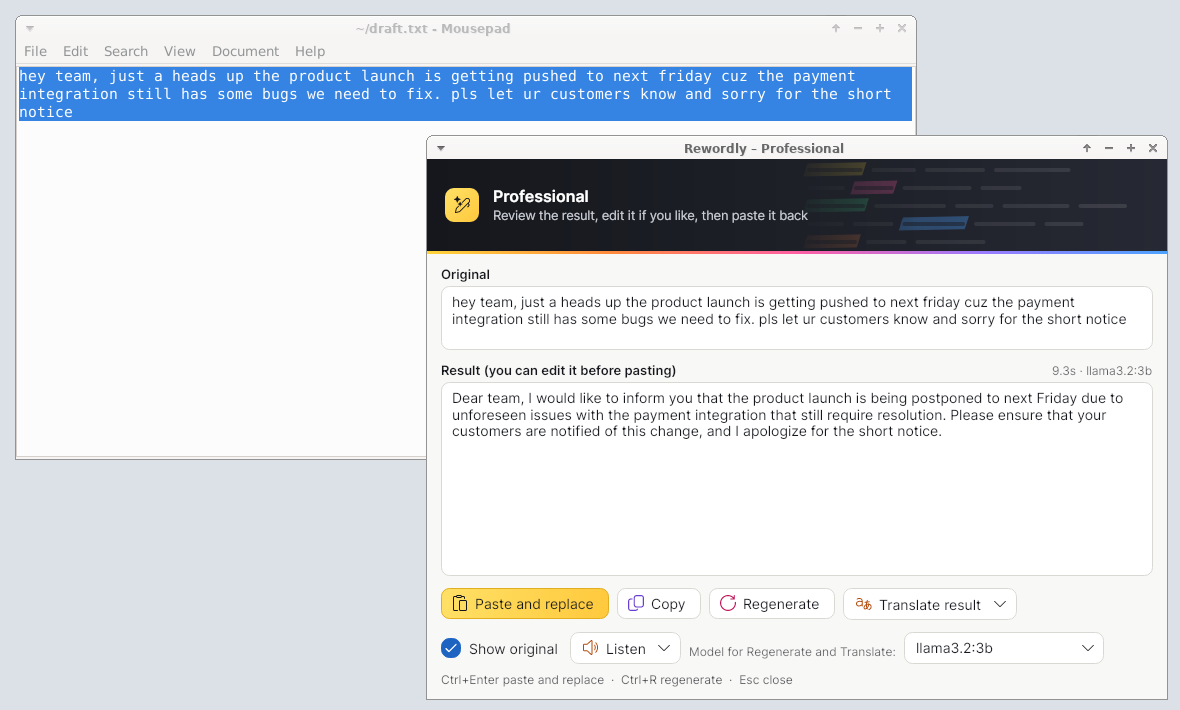 ~/draft.txt - Mousepad
File Edit Search View Document Help
hey team, just a heads up the product launch is getting pushed to next friday cuz the payment
integration still has some bugs we need to fix. pls let ur customers know and sorry for the short
notice
Rewordly – Professional
Professional
Review the result, edit it if you like, then paste it back
Original
hey team, just a heads up the product launch is getting pushed to next friday cuz the payment
integration still has some bugs we need to fix. pls let ur customers know and sorry for the short notice
Result (you can edit it before pasting) 9.3s · llama3.2:3b
Dear team, I would like to inform you that the product launch is being postponed to next Friday due to
unforeseen issues with the payment integration that still require resolution. Please ensure that your
customers are notified of this change, and I apologize for the short notice.
Paste and replace Copy Regenerate Translate result
Show original Listen Model for Regenerate and Translate: llama3.2:3b
Ctrl+Enter paste and replace · Ctrl+R regenerate · Esc close